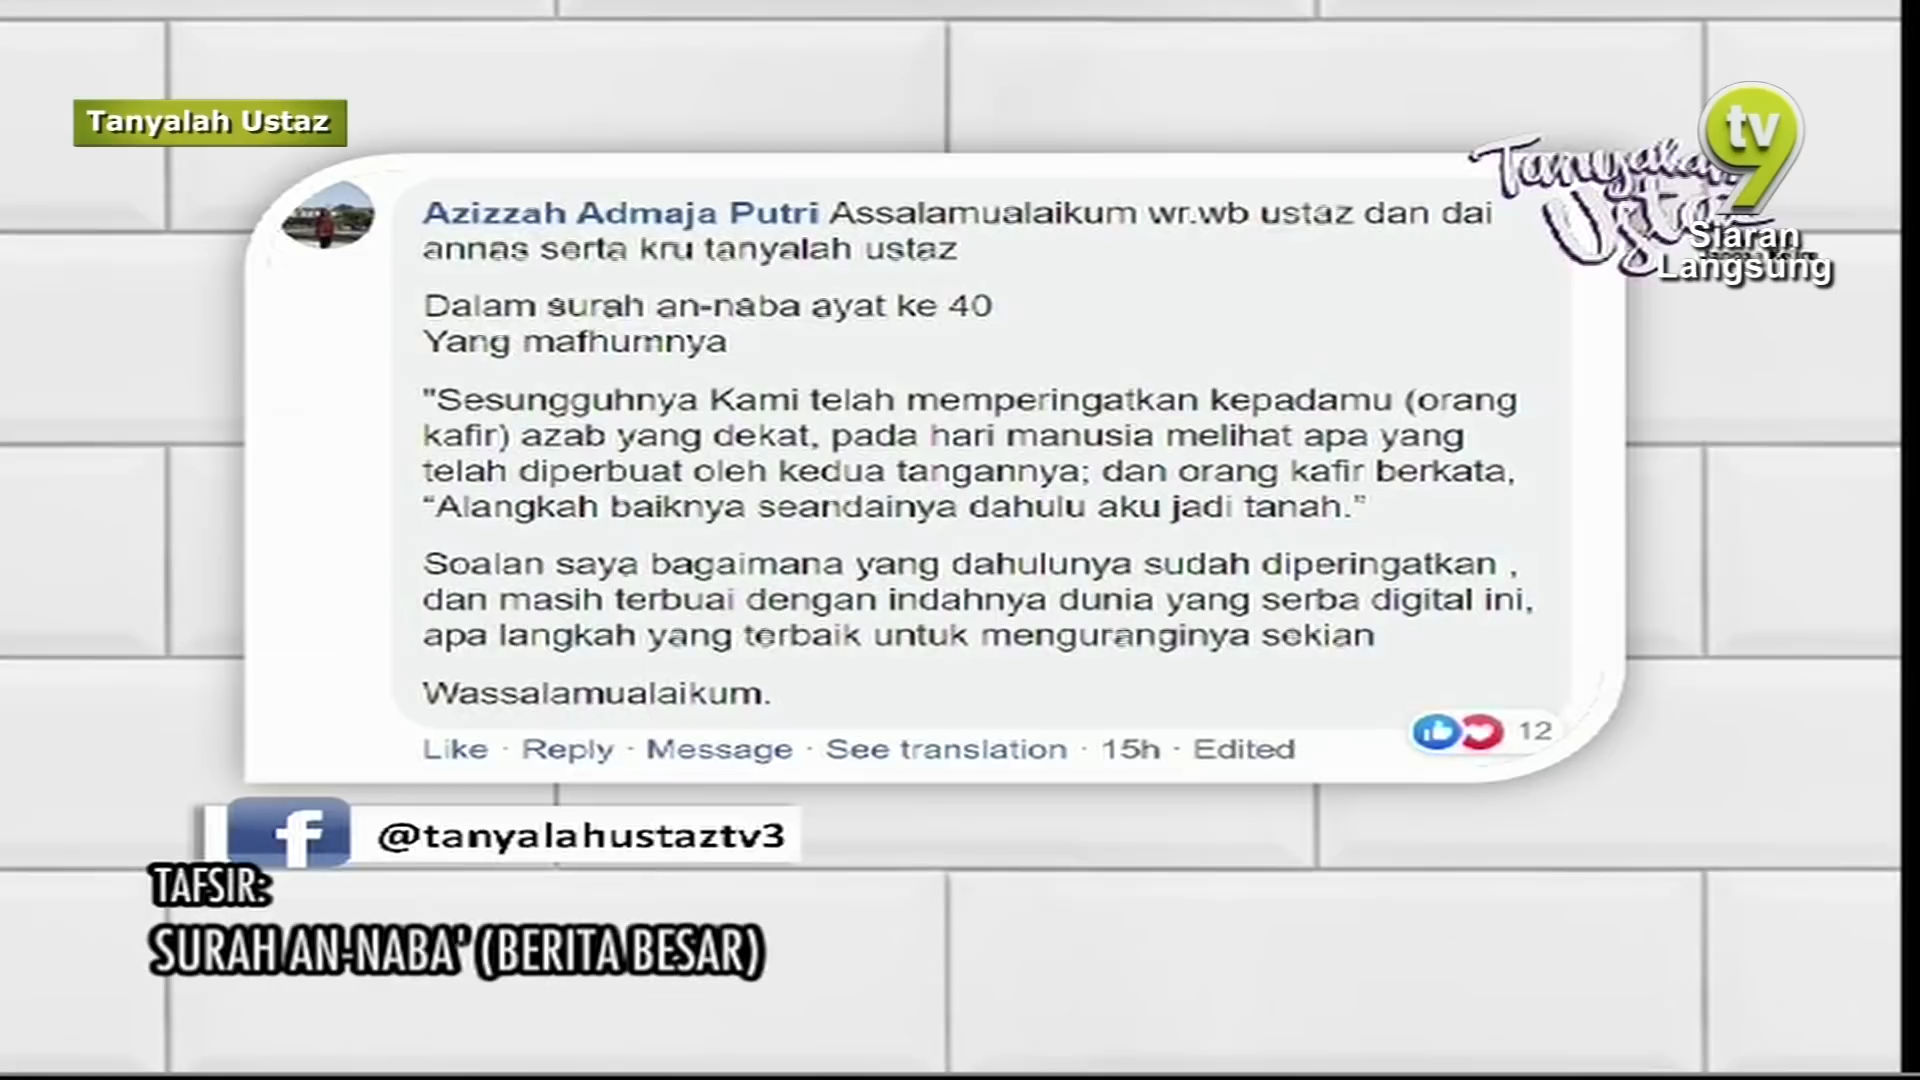 Tanyalah Ustaz
tv9
Tanyalah
Ustaz
Siaran
Langsung
Azizzah Admaja Putri Assalamualaikum wr.wb ustaz dan dai
annas serta kru tanyalah ustaz
Dalam surah an-naba ayat ke 40
Yang mafhumnya
"Sesungguhnya Kami telah memperingatkan kepadamu (orang
kafir) azab yang dekat, pada hari manusia melihat apa yang
telah diperbuat oleh kedua tangannya; dan orang kafir berkata,
“Alangkah baiknya seandainya dahulu aku jadi tanah.”
Soalan saya bagaimana yang dahulunya sudah diperingatkan ,
dan masih terbuai dengan indahnya dunia yang serba digital ini,
apa langkah yang terbaik untuk menguranginya sekian
Wassalamualaikum.
12
Like · Reply · Message · See translation · 15h · Edited
f @tanyalahustaztv3
TAFSIR:
SURAH AN-NABA' (BERITA BESAR)